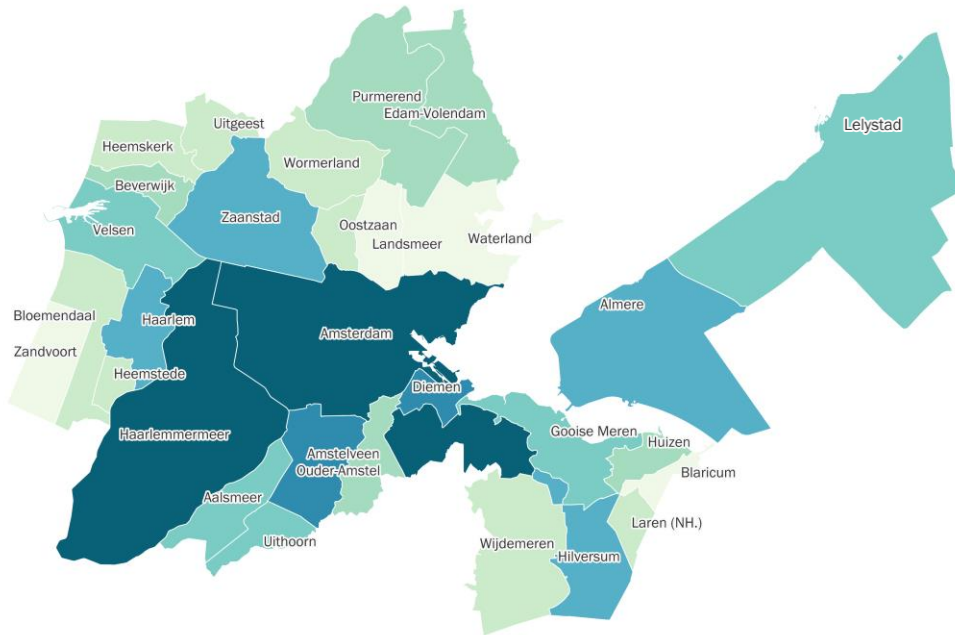 Purmerend
Edam-Volendam
Lelystad
Uitgeest
Heemskerk
Wormerland
Beverwijk
Zaanstad
Oostzaan
Velsen
Landsmeer
Waterland
Almere
Bloemendaal
Haarlem
Amsterdam
Zandvoort
Heemstede
Diemen
Haarlemmermeer
Gooise Meren
Huizen
Amstelveen
Ouder-Amstel
Blaricum
Aalsmeer
Laren (NH.)
Uithoorn
Wijdemeren
Hilversum